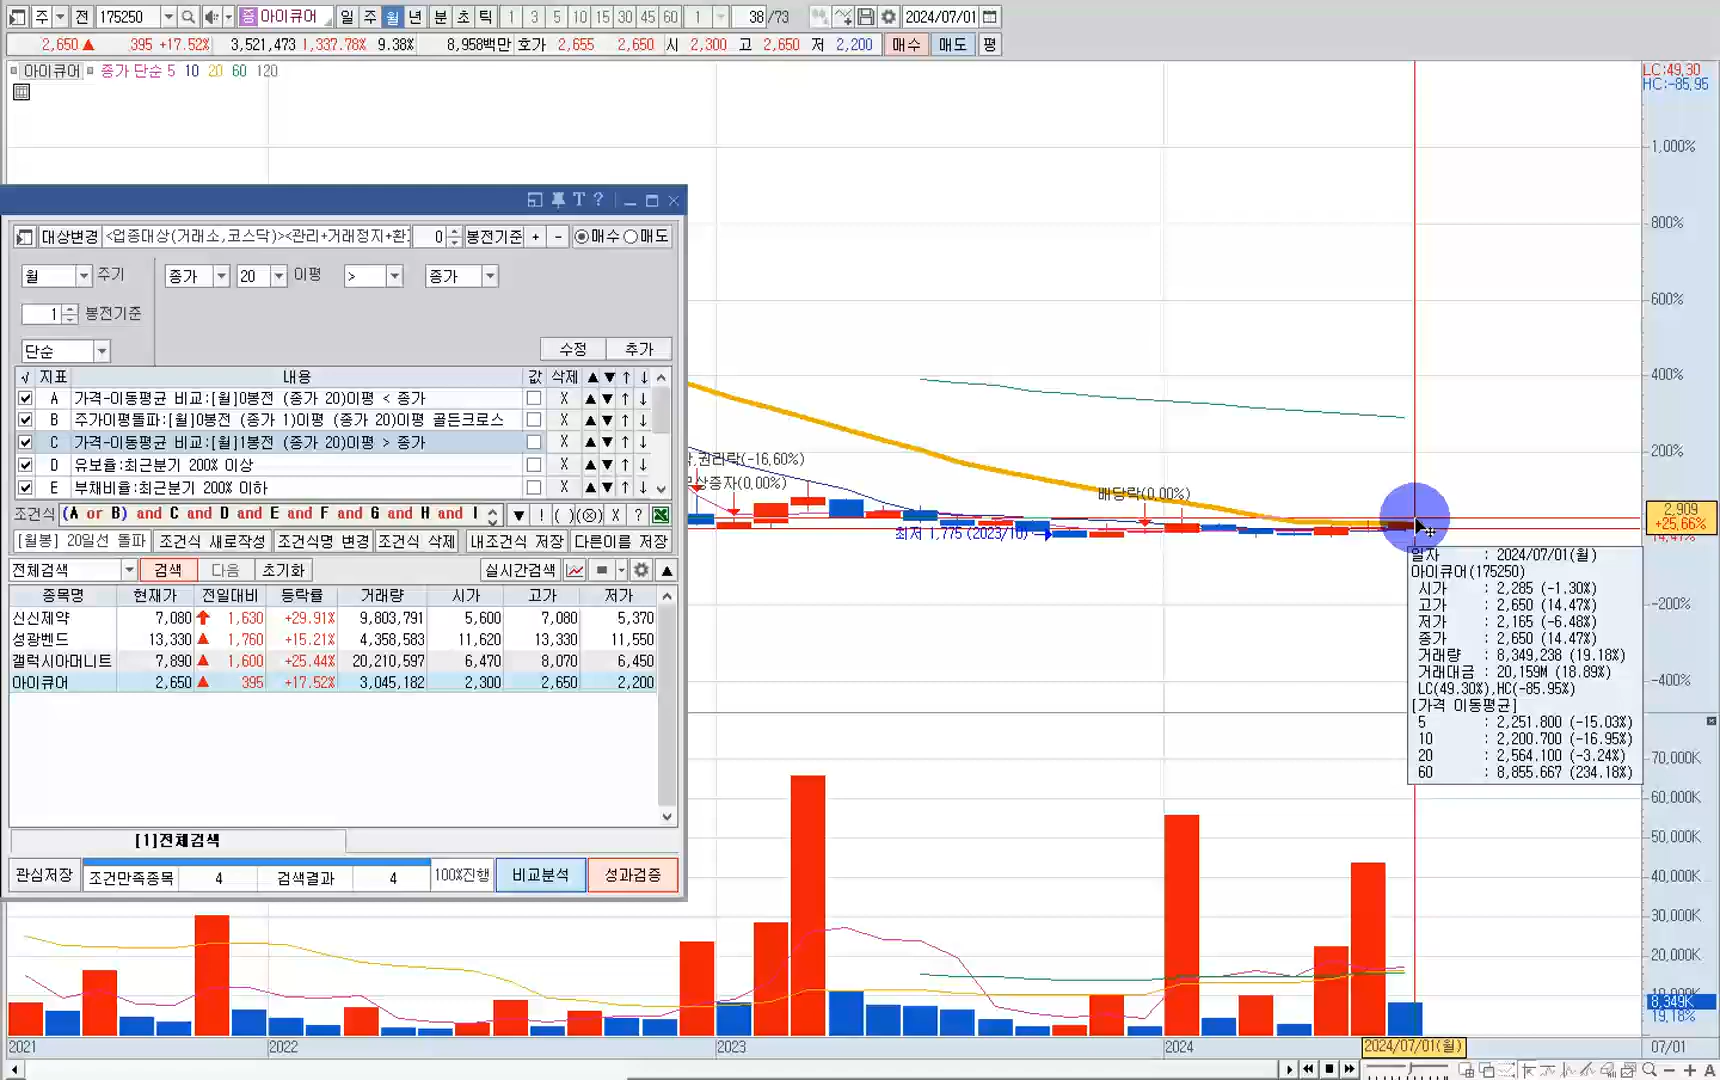 주 전 175250 증 아이큐어 일 주 월 년 분 초 틱 1 3 5 10 15 30 45 60 1 38 /73 2024/07/01
2,650 ▲ 395 +17.52% 3,521,473 1,337.78% 9.38% 8,958백만 호가 2,655 2,650 시 2,300 고 2,650 저 2,200 매수 매도 평
아이큐어 종가 단순 5 10 20 60 120
LC:49.30
HC:-85.95
1,000%
800%
600%
400%
200%
-200%
-400%
T ?
대상변경 <업종대상(거래소,코스닥)><관리+거래정지+환 0 봉전기준 + - 매수 매도
월 주기 종가 20 이평 > 종가
1 봉전기준
단순 수정 추가
√ 지표 내용 값 삭제 ▲ ▼ ↑ ↓
A 가격-이동평균 비교:[월]0봉전 (종가 20)이평 < 종가 X ▲ ▼ ↑ ↓
B 주가이평돌파:[월]0봉전 (종가 1)이평 (종가 20)이평 골든크로스 X ▲ ▼ ↑ ↓
C 가격-이동평균 비교:[월]1봉전 (종가 20)이평 > 종가 X ▲ ▼ ↑ ↓
D 유보율:최근분기 200% 이상 X ▲ ▼ ↑ ↓
E 부채비율:최근분기 200% 이하 X ▲ ▼ ↑ ↓
조건식 (A or B) and C and D and E and F and G and H and I ▼ ! ( ) X ?
[월봉] 20일선 돌파 조건식 새로작성 조건식명 변경 조건식 삭제 내조건식 저장 다른이름 저장
전체검색 검색 다음 초기화 실시간검색 ▲
종목명 현재가 전일대비 등락률 거래량 시가 고가 저가
신신제약 7,080 1,630 +29.91% 9,803,791 5,600 7,080 5,370
성광벤드 13,330 ▲ 1,760 +15.21% 4,358,583 11,620 13,330 11,550
갤럭시아머니트 7,890 ▲ 1,600 +25.44% 20,210,597 6,470 8,070 6,450
아이큐어 2,650 ▲ 395 +17.52% 3,045,182 2,300 2,650 2,200
[1]전체검색
관심저장 조건만족종목 4 검색결과 4 100%진행 비교분석 성과검증
권리락(-16.60%)
상증자(0.00%)
배당락(0.00%)
최저 1,775 (2023/10)
2,909
+25.66%
일자 : 2024/07/01(월)
아이큐어(175250)
시가 : 2,285 (-1.30%)
고가 : 2,650 (14.47%)
저가 : 2,165 (-6.48%)
종가 : 2,650 (14.47%)
거래량 : 8,349,238 (19.18%)
거래대금 : 20,159M (18.89%)
LC(49.30%),HC(-85.95%)
[가격 이동평균]
5 : 2,251.800 (-15.03%)
10 : 2,200.700 (-16.95%)
20 : 2,564.100 (-3.24%)
60 : 8,855.667 (234.18%)
70,000K
60,000K
50,000K
40,000K
30,000K
20,000K
8,349K
19.18%
2021 2022 2023 2024 2024/07/01(월) 07/01
A